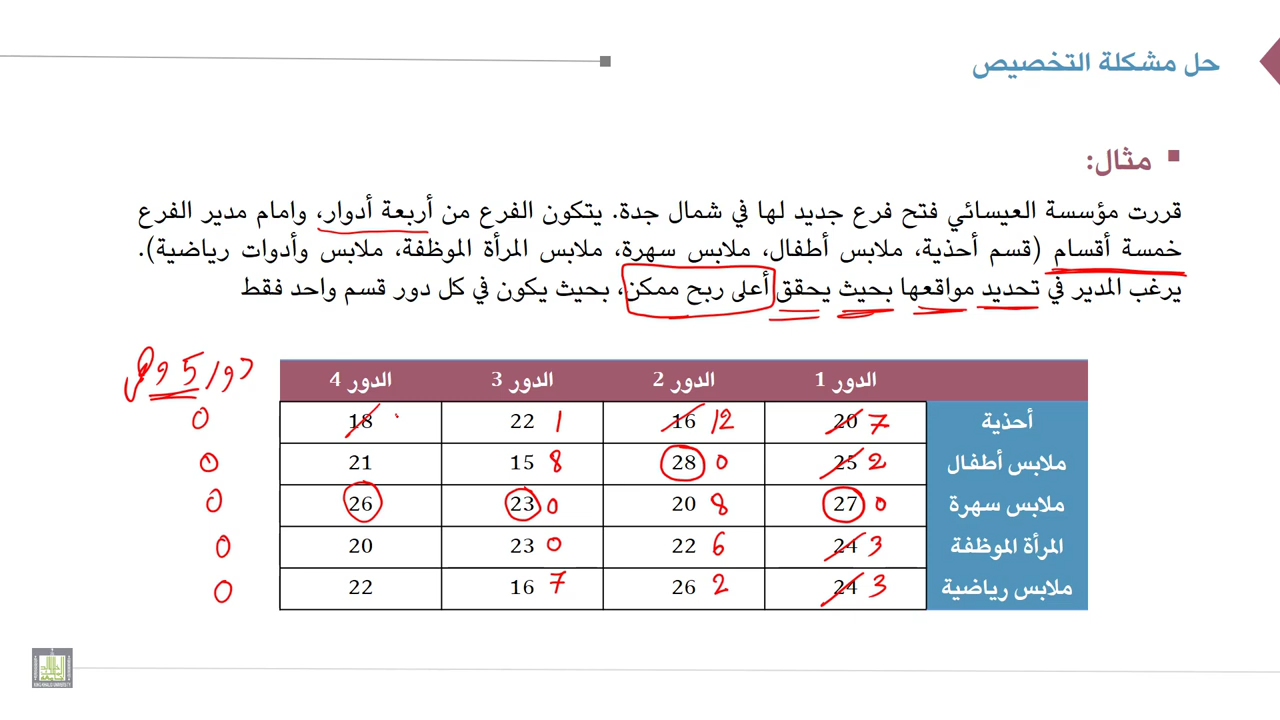 حل مشكلة التخصيص
مثال:
قررت مؤسسة العيسائي فتح فرع جديد لها في شمال جدة. يتكون الفرع من أربعة أدوار، وامام مدير الفرع
خمسة أقسام (قسم أحذية، ملابس أطفال، ملابس سهرة، ملابس المرأة الموظفة، ملابس وأدوات رياضية).
يرغب المدير في تحديد مواقعها بحيث يحقق أعلى ربح ممكن، بحيث يكون في كل دور قسم واحد فقط
الدور 1 الدور 2 الدور 3 الدور 4 دور 5
أحذية 20 7 16 12 22 1 18 0
ملابس أطفال 25 2 28 0 15 8 21 0
ملابس سهرة 27 0 20 8 23 0 26 0
المرأة الموظفة 24 3 22 6 23 0 20 0
ملابس رياضية 24 3 26 2 16 7 22 0